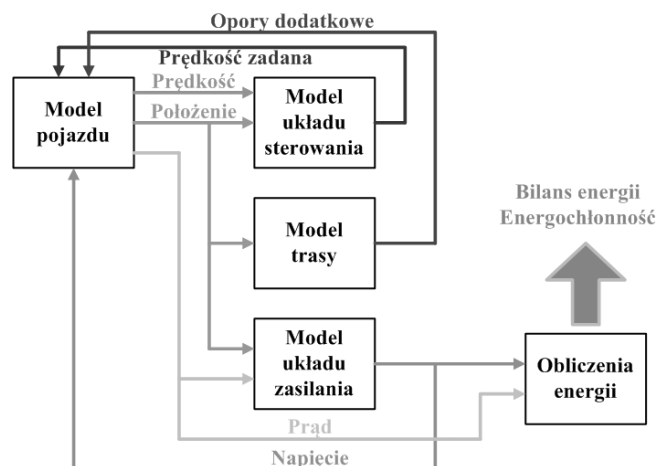 Opory dodatkowe
Prędkość zadana
Prędkość
Położenie
Model
pojazdu
Model
układu
sterowania
Model
trasy
Bilans energii
Energochłonność
Model
układu
zasilania
Obliczenia
energii
Prąd
Napięcie